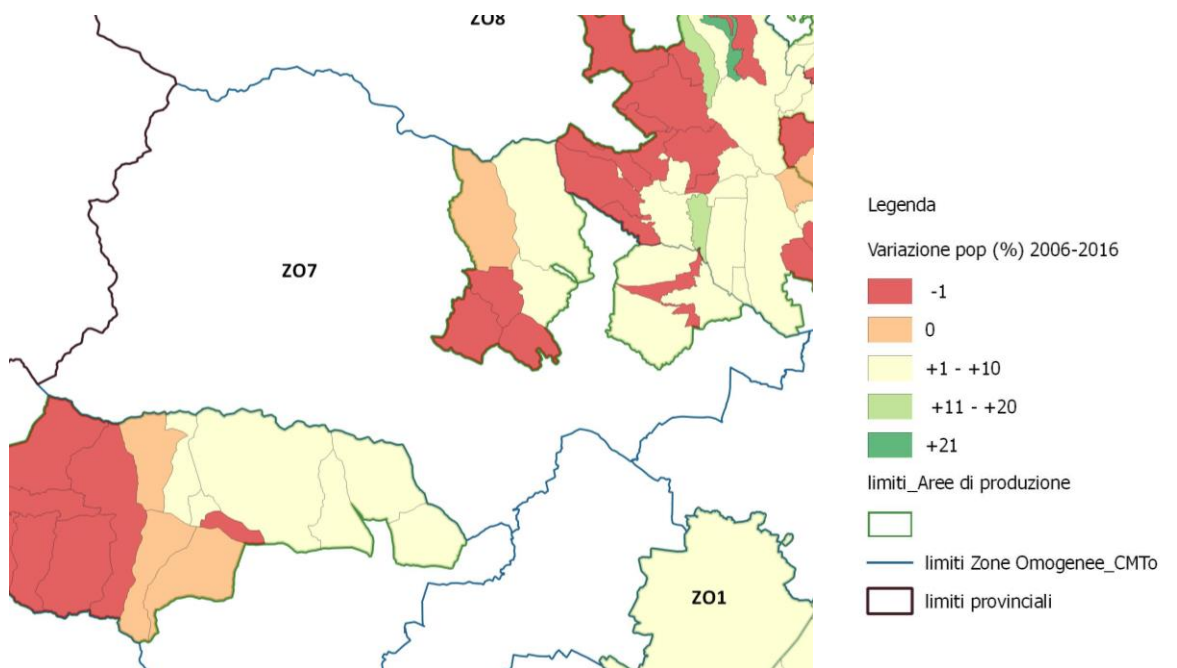 ZO8
ZO7
ZO1
Legenda
Variazione pop (%) 2006-2016
-1
0
+1 - +10
+11 - +20
+21
limiti_Aree di produzione
limiti Zone Omogenee_CMTo
limiti provinciali